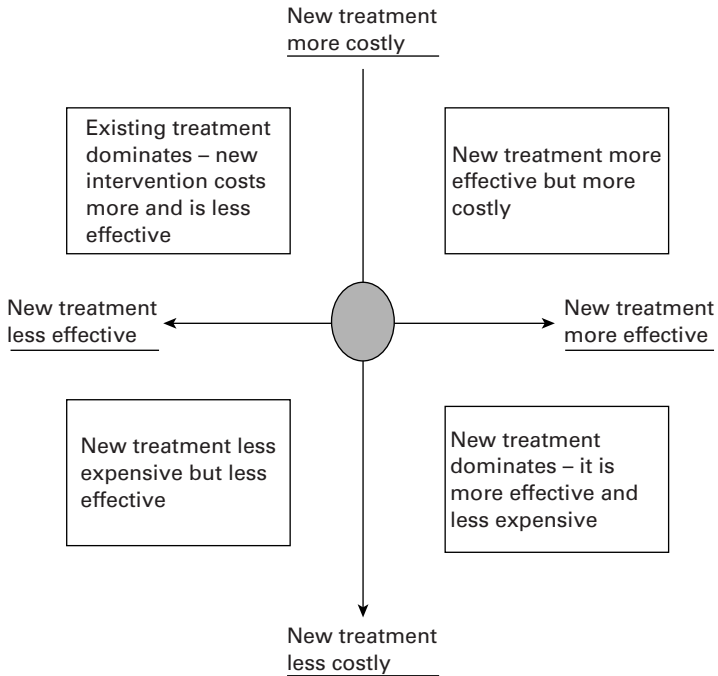 New treatment
more costly
Existing treatment
dominates – new
intervention costs
more and is less
effective
New treatment more
effective but more
costly
New treatment
less effective
New treatment
more effective
New treatment less
expensive but less
effective
New treatment
dominates – it is
more effective and
less expensive
New treatment
less costly